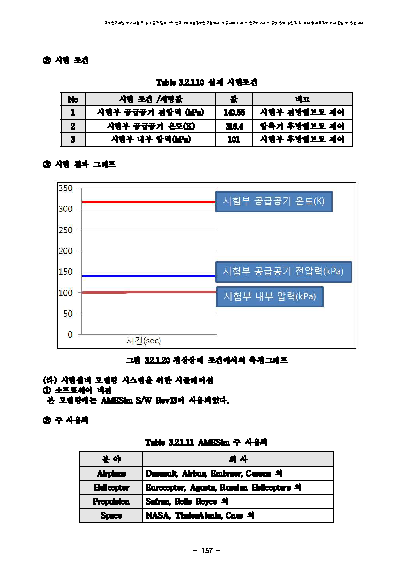 ② 시험 조건
Table 3.2.1.10 실제 시험조건
No 시험 조건 /계측값 값 비고
1 시험부 공급공기 전압력 (kPa) 140.55 시험부 전방밸브로 제어
2 시험부 공급공기 온도(K) 316.4 압축기 후방밸브로 제어
3 시험부 내부 압력(kPa) 101 시험부 후방밸브로 제어
③ 시험 결과 그래프
350
300
250
200
150
100
50
0
시험부 공급공기 온도(K)
시험부 공급공기 전압력(kPa)
시험부 내부 압력(kPa)
시간(sec)
그림 3.2.1.20 정상상태 조건에서의 측정그래프
(다) 시험설비 모델링 시스템을 위한 시뮬레이션
① 소프트웨어 버전
본 모델링에는 AMESim S/W Rev13이 사용되었다.
② 주 사용처
Table 3.2.1.11 AMESim 주 사용처
분 야 회 사
Airplane Dassault, Airbus, Embraer, Cessna 외
Helicopter Eurocopter, Agusta, Russian Helicopters 외
Propulsion Safran, Rolls Royce 외
Space NASA, ThalesAlenia, Cnes 외
- 157 -